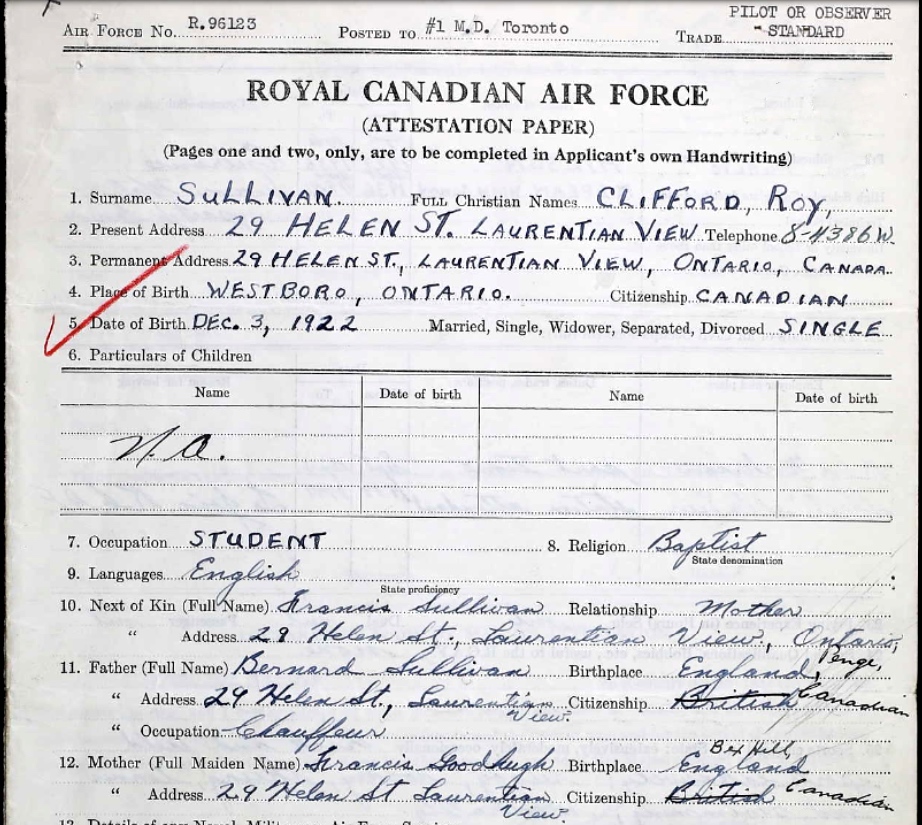 AIR FORCE NO. R.96123 POSTED TO #1 M.D. Toronto TRADE PILOT OR OBSERVER - STANDARD
ROYAL CANADIAN AIR FORCE
(ATTESTATION PAPER)
(Pages one and two, only, are to be completed in Applicant's own Handwriting)
1. Surname SULLIVAN. FULL Christian Names CLIFFORD, ROY,
2. Present Address 29 HELEN ST. LAURENTIAN VIEW Telephone 8-4386 W
3. Permanent Address 29 HELEN ST., LAURENTIAN VIEW, ONTARIO, CANADA.
4. Place of Birth WESTBORO, ONTARIO. Citizenship CANADIAN
5. Date of Birth DEC. 3, 1922 Married, Single, Widower, Separated, Divorced SINGLE
6. Particulars of Children
Name Date of birth Name Date of birth
N.A.
7. Occupation STUDENT 8. Religion Baptist
State denomination
9. Languages English
State proficiency
10. Next of Kin (Full Name) Francis Sullivan Relationship Mother
" Address 29 Helen St., Laurentian View, Ontario,
11. Father (Full Name) Bernard Sullivan Birthplace England, Penge,
" Address 29 Helen St., Laurentian View. Citizenship British Canadian
" Occupation Chauffeur
12. Mother (Full Maiden Name) Francis Goodhugh Birthplace Bex Hill, England
" Address 29 Helen St Laurentian View. Citizenship British Canadian